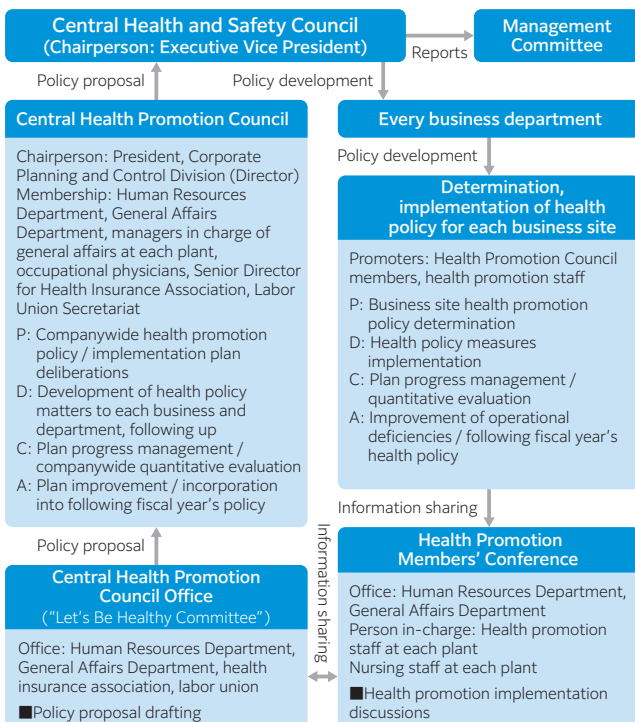 Central Health and Safety Council
(Chairperson: Executive Vice President)
Reports
Management
Committee
Policy proposal
Policy development
Central Health Promotion Council
Chairperson: President, Corporate
Planning and Control Division (Director)
Membership: Human Resources
Department, General Affairs
Department, managers in charge of
general affairs at each plant,
occupational physicians, Senior Director
for Health Insurance Association, Labor
Union Secretariat
P: Companywide health promotion
policy / implementation plan
deliberations
D: Development of health policy
matters to each business and
department, following up
C: Plan progress management /
companywide quantitative evaluation
A: Plan improvement / incorporation
into following fiscal year's policy
Policy proposal
Central Health Promotion
Council Office
("Let's Be Healthy Committee")
Office: Human Resources Department,
General Affairs Department, health
insurance association, labor union
■Policy proposal drafting
Every business department
Policy development
Determination,
implementation of health
policy for each business site
Promoters: Health Promotion Council
members, health promotion staff
P: Business site health promotion
policy determination
D: Health policy measures
implementation
C: Plan progress management /
quantitative evaluation
A: Improvement of operational
deficiencies / following fiscal year's
health policy
Information sharing
Information sharing
Health Promotion
Members' Conference
Office: Human Resources Department,
General Affairs Department
Person in-charge: Health promotion
staff at each plant
Nursing staff at each plant
■Health promotion implementation
discussions